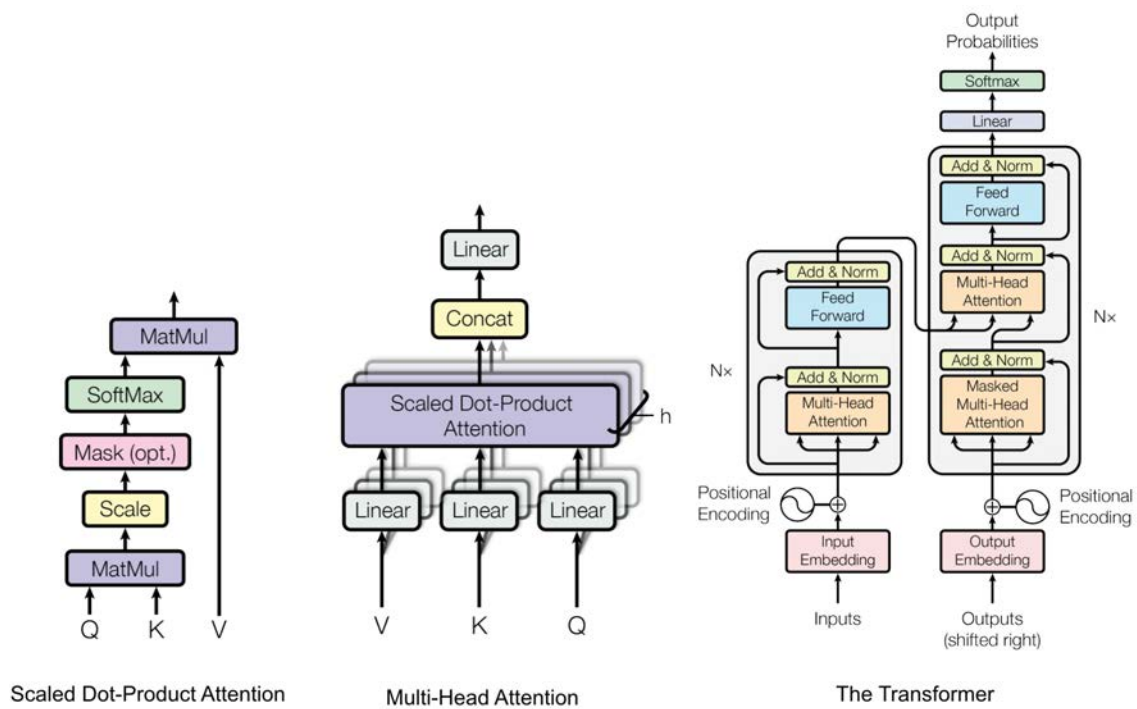 MatMul
SoftMax
Mask (opt.)
Scale
MatMul
Q K V
Scaled Dot-Product Attention
Linear
Concat
Scaled Dot-Product
Attention
h
Linear Linear Linear
V K Q
Multi-Head Attention
Output
Probabilities
Softmax
Linear
Add & Norm
Feed
Forward
Add & Norm
Multi-Head
Attention
Nx
Add & Norm
Masked
Multi-Head
Attention
Positional
Encoding
Output
Embedding
Outputs
(shifted right)
Add & Norm
Feed
Forward
Nx
Add & Norm
Multi-Head
Attention
Positional
Encoding
Input
Embedding
Inputs
The Transformer